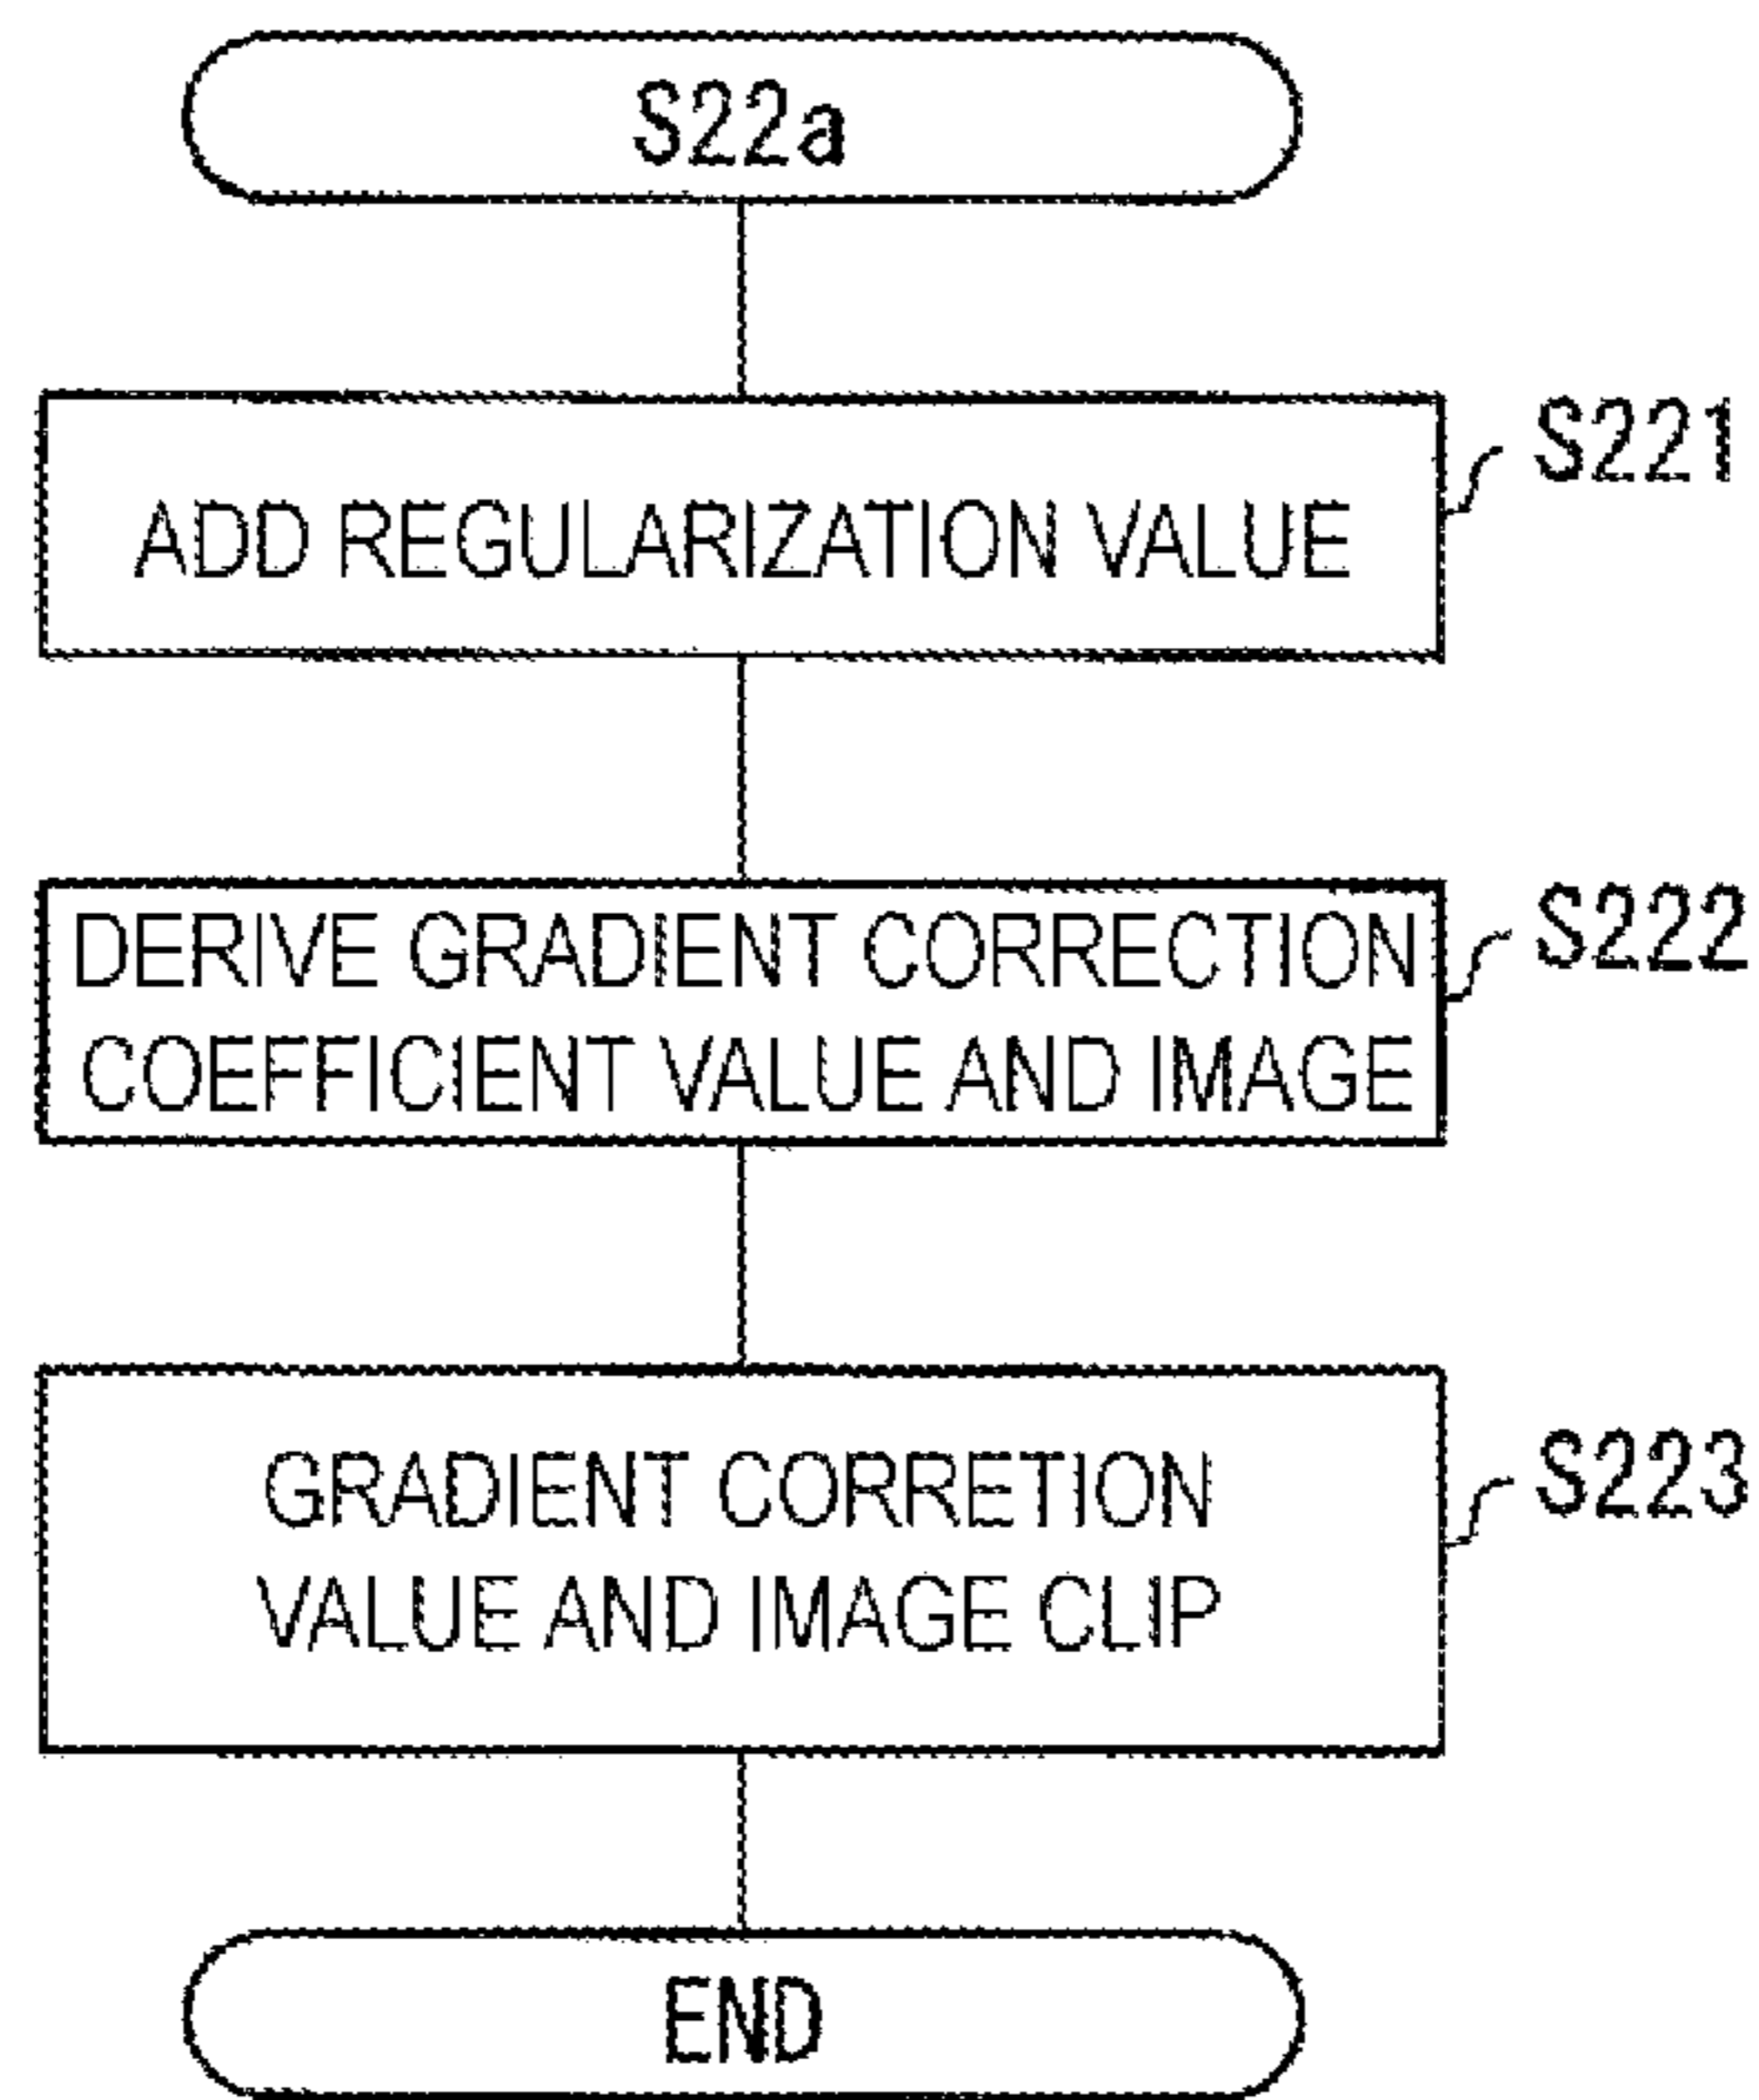 S22a
ADD REGULARIZATION VALUE
S221
DERIVE GRADIENT CORRECTION
COEFFICIENT VALUE AND IMAGE
S222
GRADIENT CORRETION
VALUE AND IMAGE CLIP
S223
END